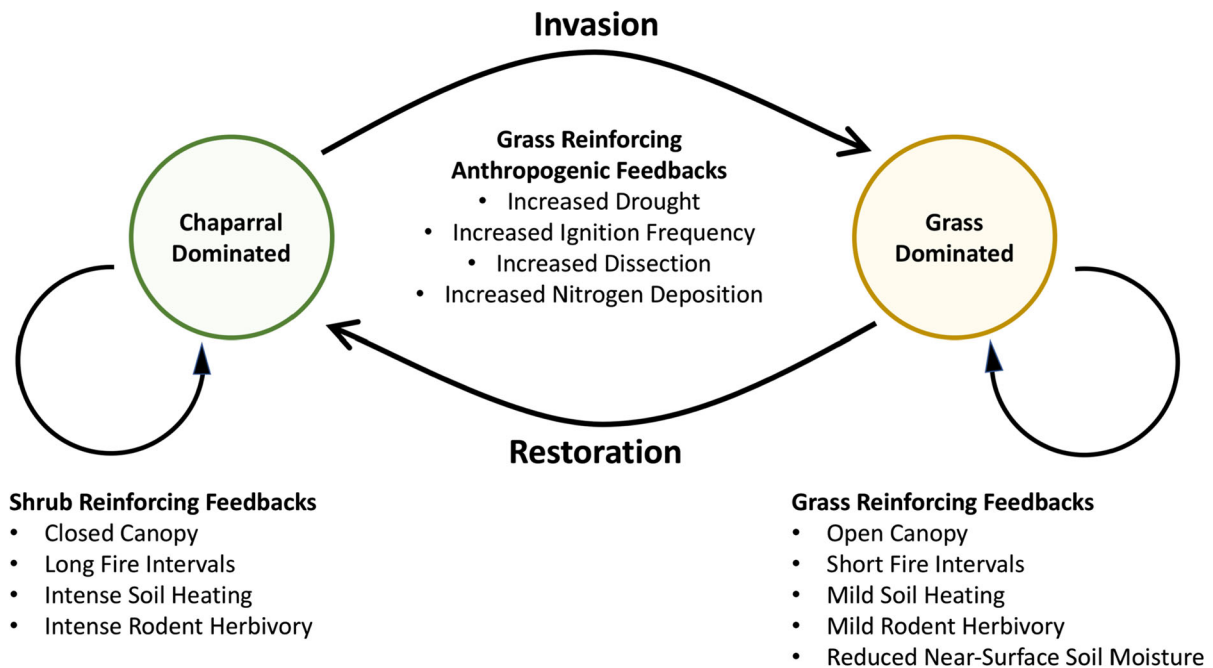 Invasion
Grass Reinforcing
Anthropogenic Feedbacks
• Increased Drought
• Increased Ignition Frequency
• Increased Dissection
• Increased Nitrogen Deposition
Chaparral
Dominated
Grass
Dominated
Restoration
Shrub Reinforcing Feedbacks
• Closed Canopy
• Long Fire Intervals
• Intense Soil Heating
• Intense Rodent Herbivory
Grass Reinforcing Feedbacks
• Open Canopy
• Short Fire Intervals
• Mild Soil Heating
• Mild Rodent Herbivory
• Reduced Near-Surface Soil Moisture